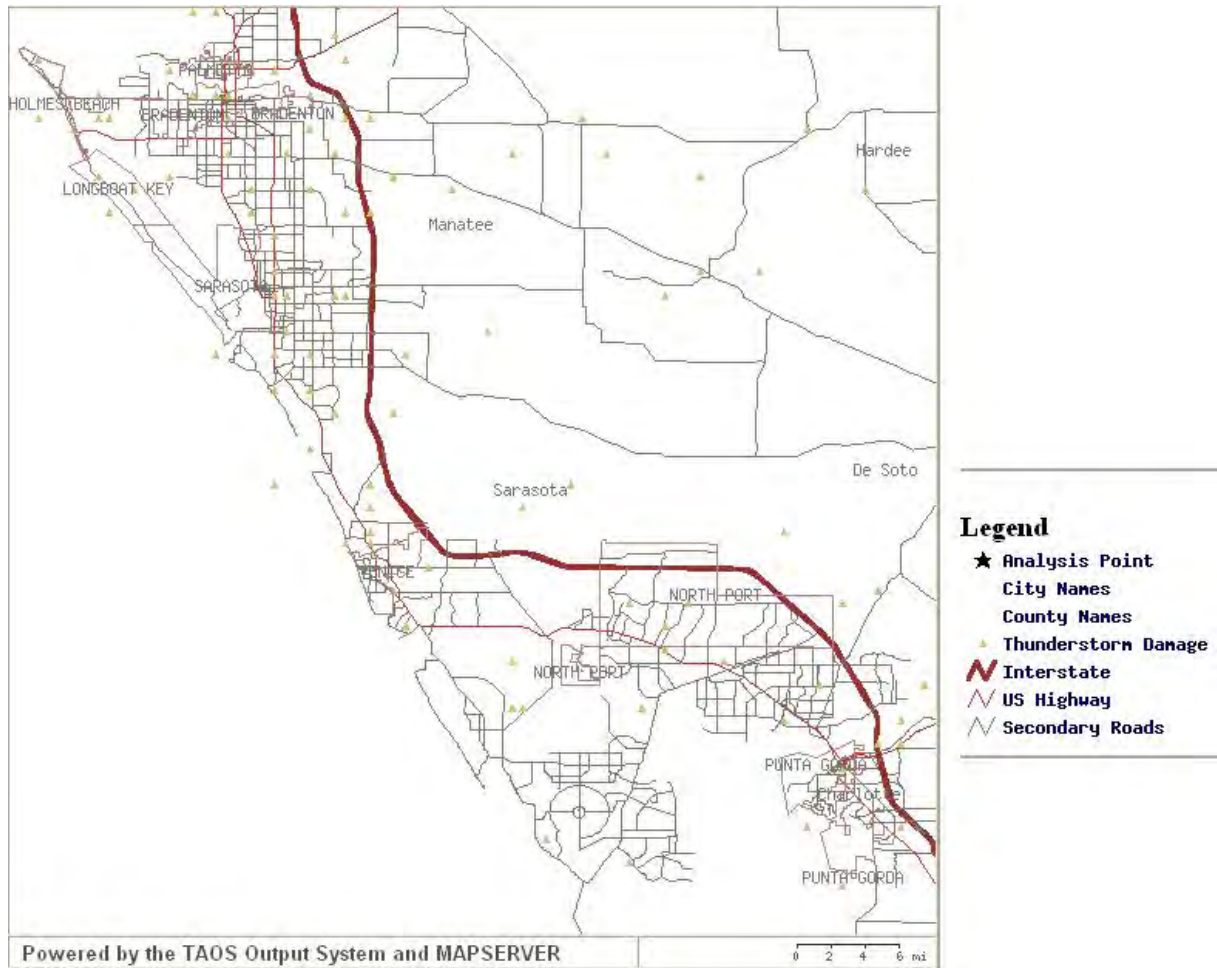 PALMETTO
HOLMES BEACH
BRADENTON
BRADENTON
Hardee
LONGBOAT KEY
Manatee
SARASOTA
De Soto
Sarasota
VENICE
NORTH PORT
NORTH PORT
PUNTA GORDA
Charlotte
PUNTA GORDA
Legend
Analysis Point
City Names
County Names
Thunderstorm Damage
Interstate
US Highway
Secondary Roads
Powered by the TAOS Output System and MAPSERVER
0 2 4 6 mi